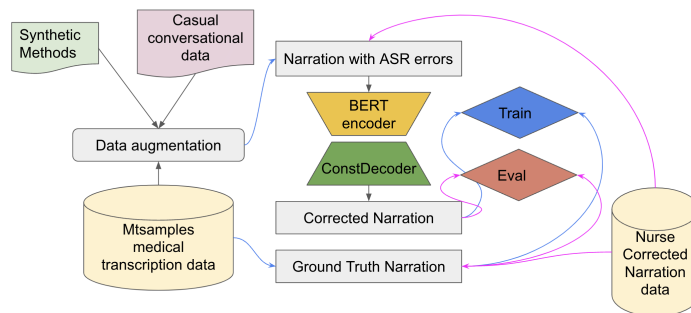 Synthetic
Methods
Casual
conversational
data
Narration with ASR errors
BERT
encoder
Train
Data augmentation
ConstDecoder
Eval
Corrected Narration
Mtsamples
medical
transcription data
Ground Truth Narration
Nurse
Corrected
Narration
data